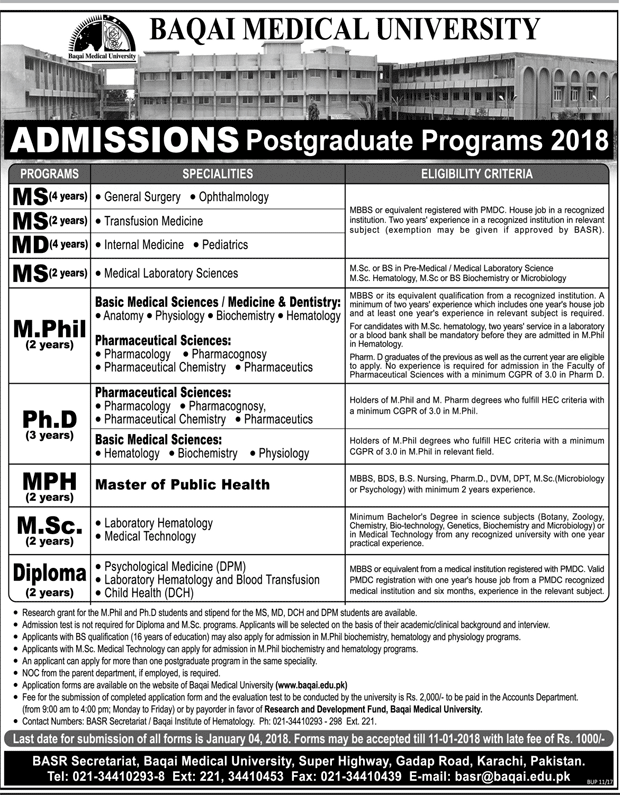 BAQAI MEDICAL UNIVERSITY
Baqai Medical University
ADMISSIONS Postgraduate Programs 2018
PROGRAMS SPECIALITIES ELIGIBILITY CRITERIA
MS (4 years) • General Surgery • Ophthalmology
MS (2 years) • Transfusion Medicine
MD (4 years) • Internal Medicine • Pediatrics
MBBS or equivalent registered with PMDC. House job in a recognized
institution. Two years' experience in a recognized institution in relevant
subject (exemption may be given if approved by BASR).
MS (2 years) • Medical Laboratory Sciences
M.Sc. or BS in Pre-Medical / Medical Laboratory Science
M.Sc. Hematology, M.Sc or BS Biochemistry or Microbiology
M.Phil
(2 years)
Basic Medical Sciences / Medicine & Dentistry:
• Anatomy • Physiology • Biochemistry • Hematology
Pharmaceutical Sciences:
• Pharmacology • Pharmacognosy
• Pharmaceutical Chemistry • Pharmaceutics
MBBS or its equivalent qualification from a recognized institution. A
minimum of two years' experience which includes one year's house job
and at least one year's experience in relevant subject is required.
For candidates with M.Sc. hematology, two years' service in a laboratory
or a blood bank shall be mandatory before they are admitted in M.Phil
in Hematology.
Pharm. D graduates of the previous as well as the current year are eligible
to apply. No experience is required for admission in the Faculty of
Pharmaceutical Sciences with a minimum CGPR of 3.0 in Pharm D.
Ph.D
(3 years)
Pharmaceutical Sciences:
• Pharmacology • Pharmacognosy,
• Pharmaceutical Chemistry • Pharmaceutics
Holders of M.Phil and M. Pharm degrees who fulfill HEC criteria with
a minimum CGPR of 3.0 in M.Phil.
Basic Medical Sciences:
• Hematology • Biochemistry • Physiology
Holders of M.Phil degrees who fulfill HEC criteria with a minimum
CGPR of 3.0 in M.Phil in relevant field.
MPH
(2 years)
Master of Public Health
MBBS, BDS, B.S. Nursing, Pharm.D., DVM, DPT, M.Sc.(Microbiology
or Psychology) with minimum 2 years experience.
M.Sc.
(2 years)
• Laboratory Hematology
• Medical Technology
Minimum Bachelor's Degree in science subjects (Botany, Zoology,
Chemistry, Bio-technology, Genetics, Biochemistry and Microbiology) or
in Medical Technology from any recognized university with one year
practical experience.
Diploma
(2 years)
• Psychological Medicine (DPM)
• Laboratory Hematology and Blood Transfusion
• Child Health (DCH)
MBBS or equivalent from a medical institution registered with PMDC. Valid
PMDC registration with one year's house job from a PMDC recognized
medical institution and six months, experience in the relevant subject.
• Research grant for the M.Phil and Ph.D students and stipend for the MS, MD, DCH and DPM students are available.
• Admission test is not required for Diploma and M.Sc. programs. Applicants will be selected on the basis of their academic/clinical background and interview.
• Applicants with BS qualification (16 years of education) may also apply for admission in M.Phil biochemistry, hematology and physiology programs.
• Applicants with M.Sc. Medical Technology can apply for admission in M.Phil biochemistry and hematology programs.
• An applicant can apply for more than one postgraduate program in the same speciality.
• NOC from the parent department, if employed, is required.
• Application forms are available on the website of Baqai Medical University (www.baqai.edu.pk)
• Fee for the submission of completed application form and the evaluation test to be conducted by the university is Rs. 2,000/- to be paid in the Accounts Department.
(from 9:00 am to 4:00 pm; Monday to Friday) or by payorder in favor of Research and Development Fund, Baqai Medical University.
• Contact Numbers: BASR Secretariat / Baqai Institute of Hematology. Ph: 021-34410293 - 298 Ext. 221.
Last date for submission of all forms is January 04, 2018. Forms may be accepted till 11-01-2018 with late fee of Rs. 1000/-
BASR Secretariat, Baqai Medical University, Super Highway, Gadap Road, Karachi, Pakistan.
Tel: 021-34410293-8 Ext: 221, 34410453 Fax: 021-34410439 E-mail: basr@baqai.edu.pk
BUP 11/17